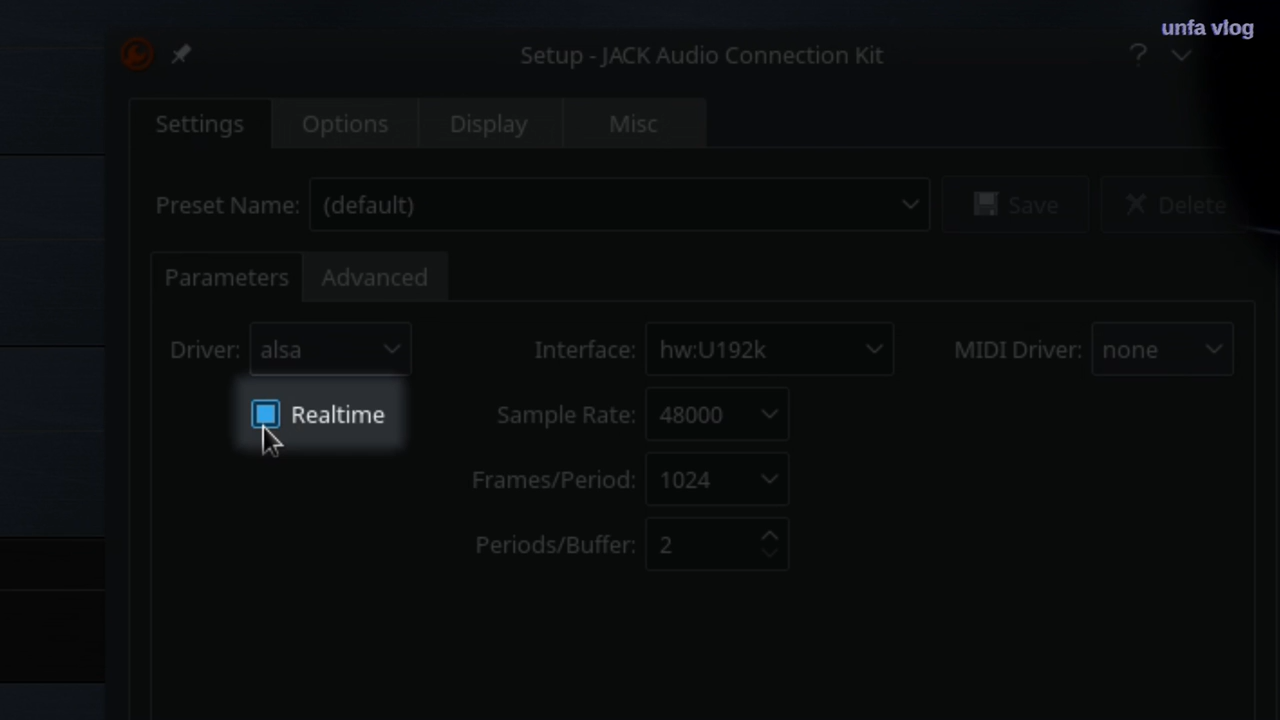 unfa vlog
Setup - JACK Audio Connection Kit
?
Settings Options Display Misc
Preset Name: (default) Save Delete
Parameters Advanced
Driver: alsa Interface: hw:U192k MIDI Driver: none
Realtime Sample Rate: 48000
Frames/Period: 1024
Periods/Buffer: 2